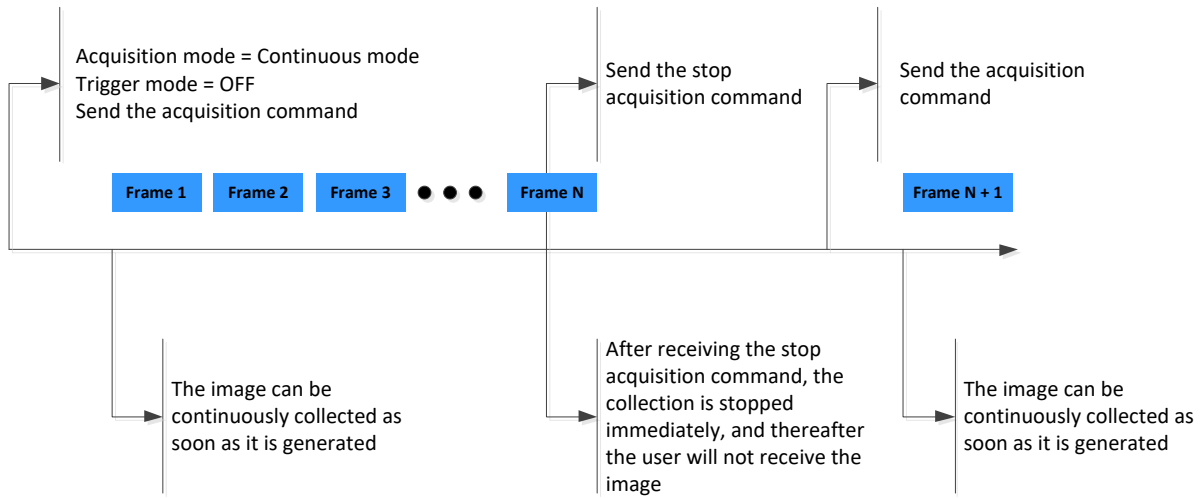 Acquisition mode = Continuous mode
Trigger mode = OFF
Send the acquisition command
Send the stop
acquisition command
Send the acquisition
command
Frame 1
Frame 2
Frame 3
Frame N
Frame N + 1
The image can be
continuously collected as
soon as it is generated
After receiving the stop
acquisition command, the
collection is stopped
immediately, and thereafter
the user will not receive the
image
The image can be
continuously collected as
soon as it is generated